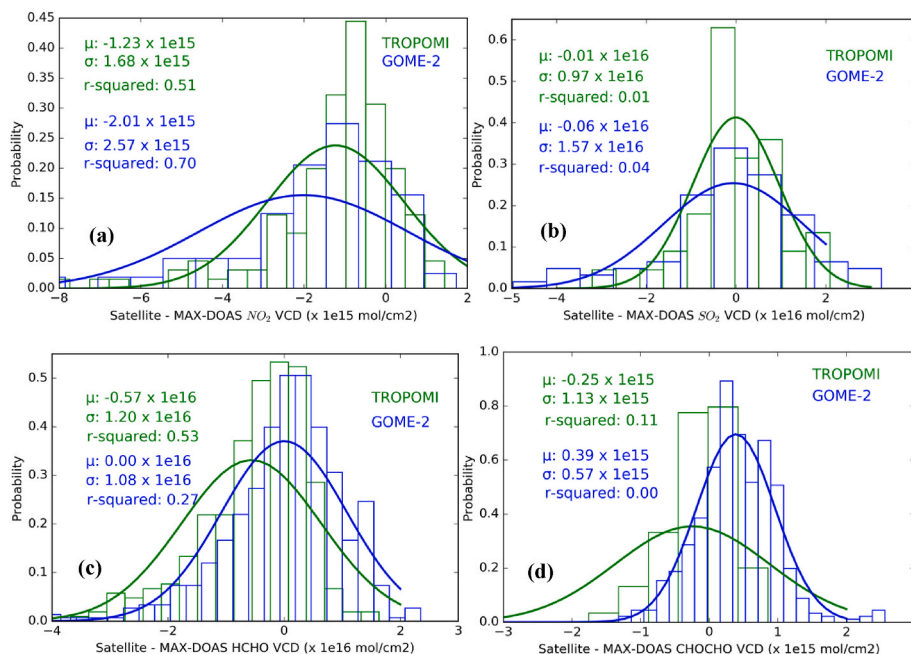 0.45
0.40
0.35
0.30
0.25
0.20
0.15
0.10
0.05
0.00
Probability
μ: -1.23 x 1e15
σ: 1.68 x 1e15
r-squared: 0.51
μ: -2.01 x 1e15
σ: 2.57 x 1e15
r-squared: 0.70
TROPOMI
GOME-2
(a)
-8 -6 -4 -2 0 2
Satellite - MAX-DOAS NO₂ VCD (x 1e15 mol/cm2)
0.6
0.5
0.4
0.3
0.2
0.1
0.0
Probability
μ: -0.01 x 1e16
σ: 0.97 x 1e16
r-squared: 0.01
μ: -0.06 x 1e16
σ: 1.57 x 1e16
r-squared: 0.04
TROPOMI
GOME-2
(b)
-5 -4 -2 0 2
Satellite - MAX-DOAS SO₂ VCD (x 1e16 mol/cm2)
0.5
0.4
0.3
0.2
0.1
0.0
Probability
μ: -0.57 x 1e16
σ: 1.20 x 1e16
r-squared: 0.53
μ: 0.00 x 1e16
σ: 1.08 x 1e16
r-squared: 0.27
TROPOMI
GOME-2
(c)
-4 -2 0 2 3
Satellite - MAX-DOAS HCHO VCD (x 1e16 mol/cm2)
1.0
0.8
0.6
0.4
0.2
0.0
Probability
μ: -0.25 x 1e15
σ: 1.13 x 1e15
r-squared: 0.11
μ: 0.39 x 1e15
σ: 0.57 x 1e15
r-squared: 0.00
TROPOMI
GOME-2
(d)
-3 -2 -1 0 1 2 3
Satellite - MAX-DOAS CHOCHO VCD (x 1e15 mol/cm2)